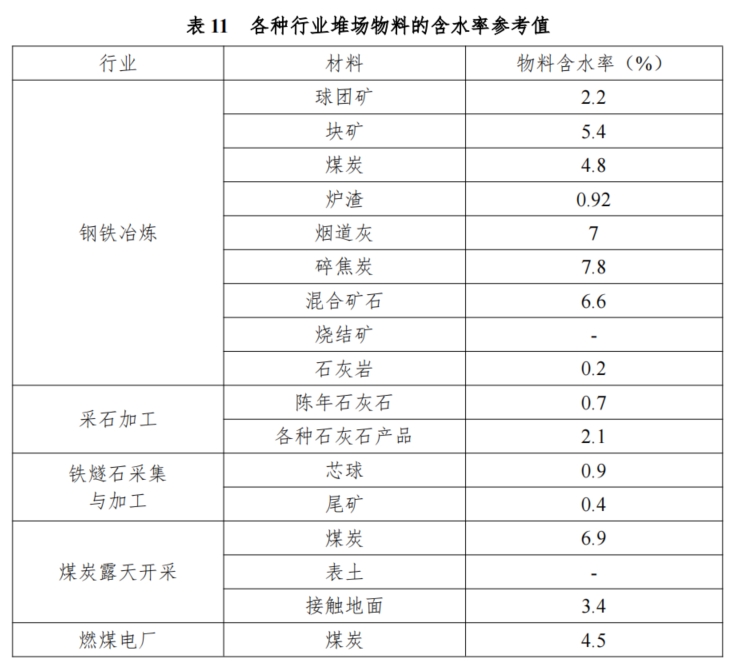 表 11 各种行业堆场物料的含水率参考值
行业 材料 物料含水率（%）
钢铁冶炼 球团矿 2.2
块矿 5.4
煤炭 4.8
炉渣 0.92
烟道灰 7
碎焦炭 7.8
混合矿石 6.6
烧结矿 -
石灰岩 0.2
采石加工 陈年石灰石 0.7
各种石灰石产品 2.1
铁燧石采集
与加工
芯球 0.9
尾矿 0.4
煤炭露天开采 煤炭 6.9
表土 -
接触地面 3.4
燃煤电厂 煤炭 4.5